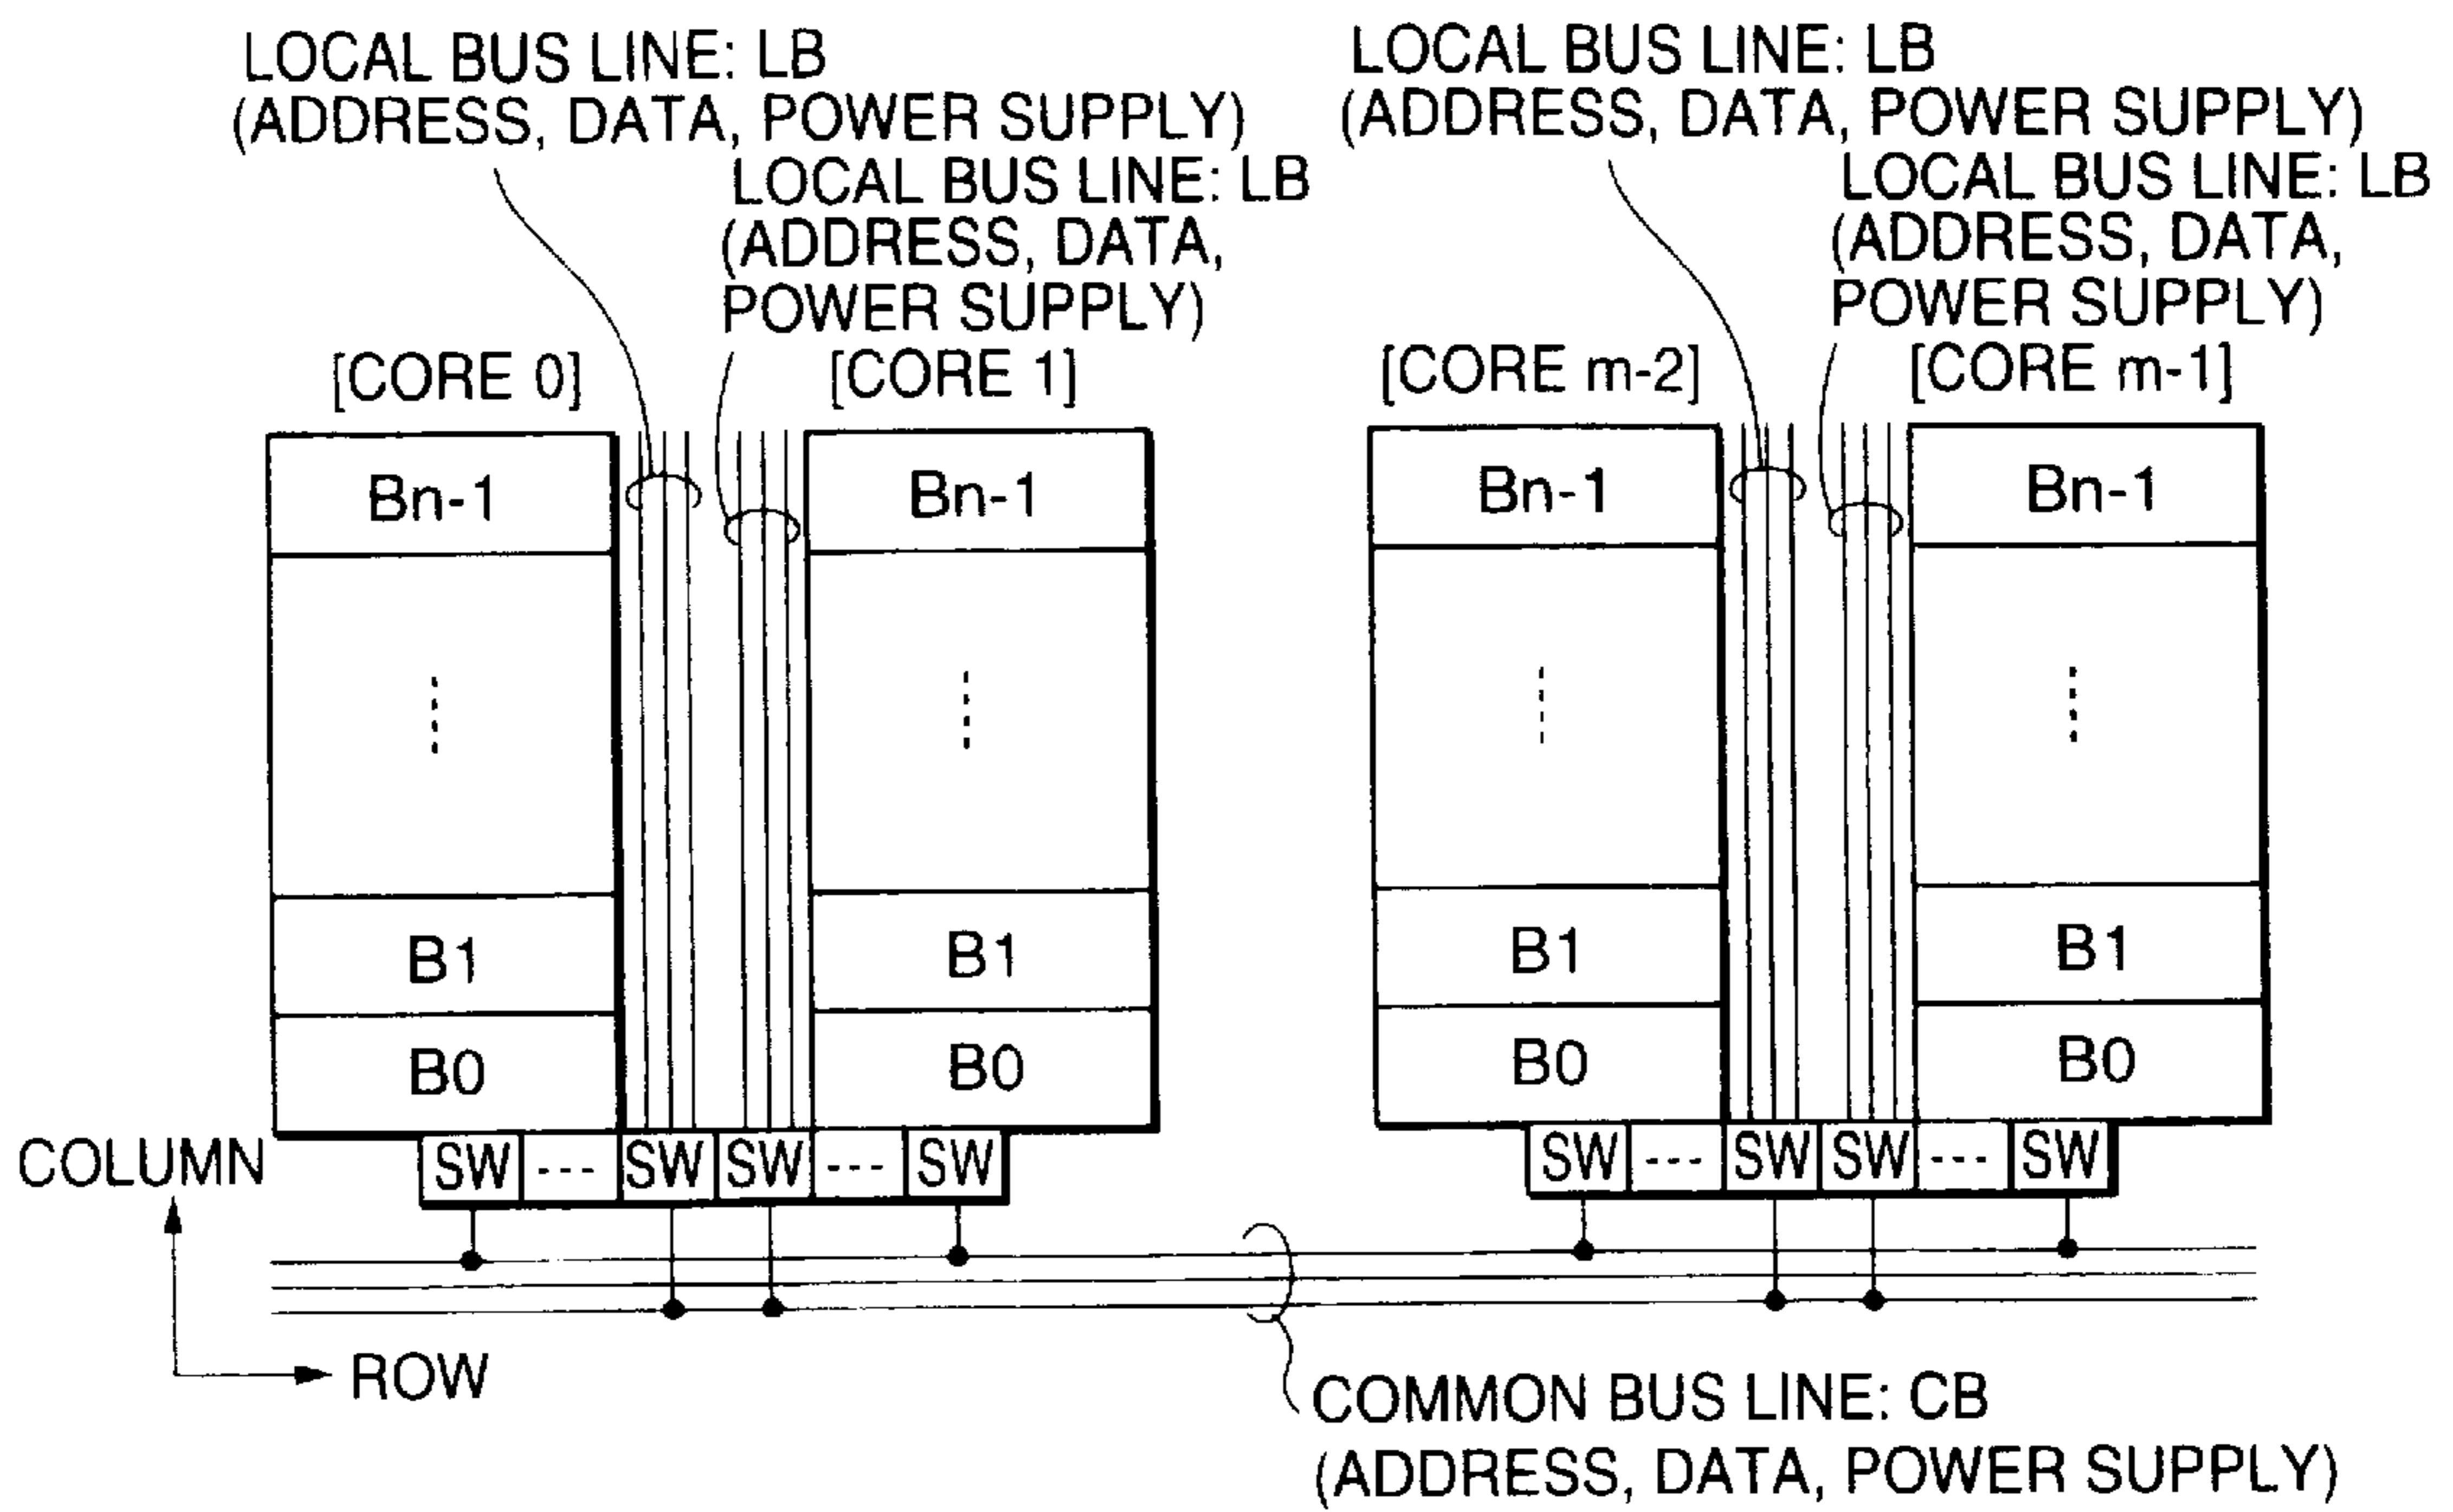 LOCAL BUS LINE: LB
(ADDRESS, DATA, POWER SUPPLY)
LOCAL BUS LINE: LB
(ADDRESS, DATA,
POWER SUPPLY)
LOCAL BUS LINE: LB
(ADDRESS, DATA, POWER SUPPLY)
LOCAL BUS LINE: LB
(ADDRESS, DATA,
POWER SUPPLY)
[CORE 0]
[CORE 1]
[CORE m-2]
[CORE m-1]
Bn-1
Bn-1
Bn-1
Bn-1
B1
B1
B1
B1
B0
B0
B0
B0
SW --- SW SW --- SW
SW --- SW SW --- SW
COLUMN
ROW
COMMON BUS LINE: CB
(ADDRESS, DATA, POWER SUPPLY)